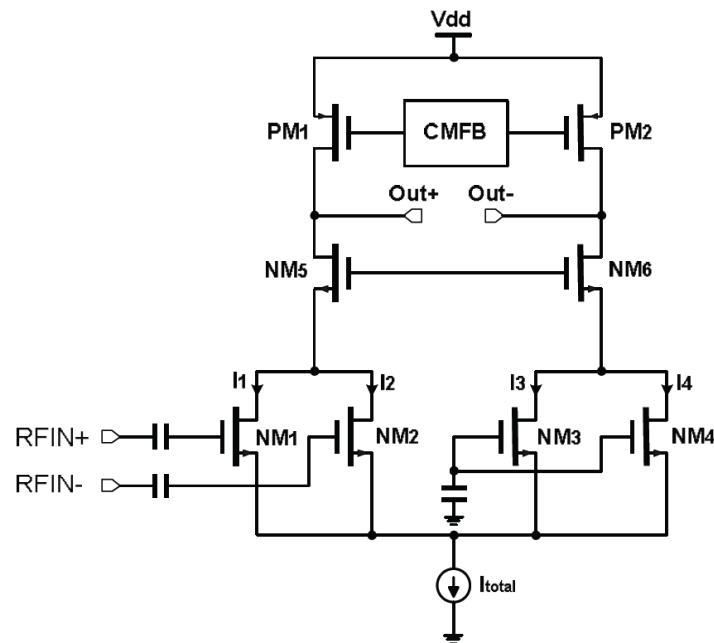 Vdd
PM1 CMFB PM2
Out+ Out-
NM5 NM6
I1 I2 I3 I4
RFIN+ NM1 NM2 NM3 NM4
RFIN-
Itotal